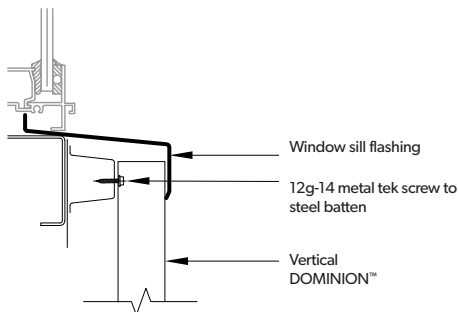 Window sill flashing
12g-14 metal tek screw to
steel batten
Vertical
DOMINION™